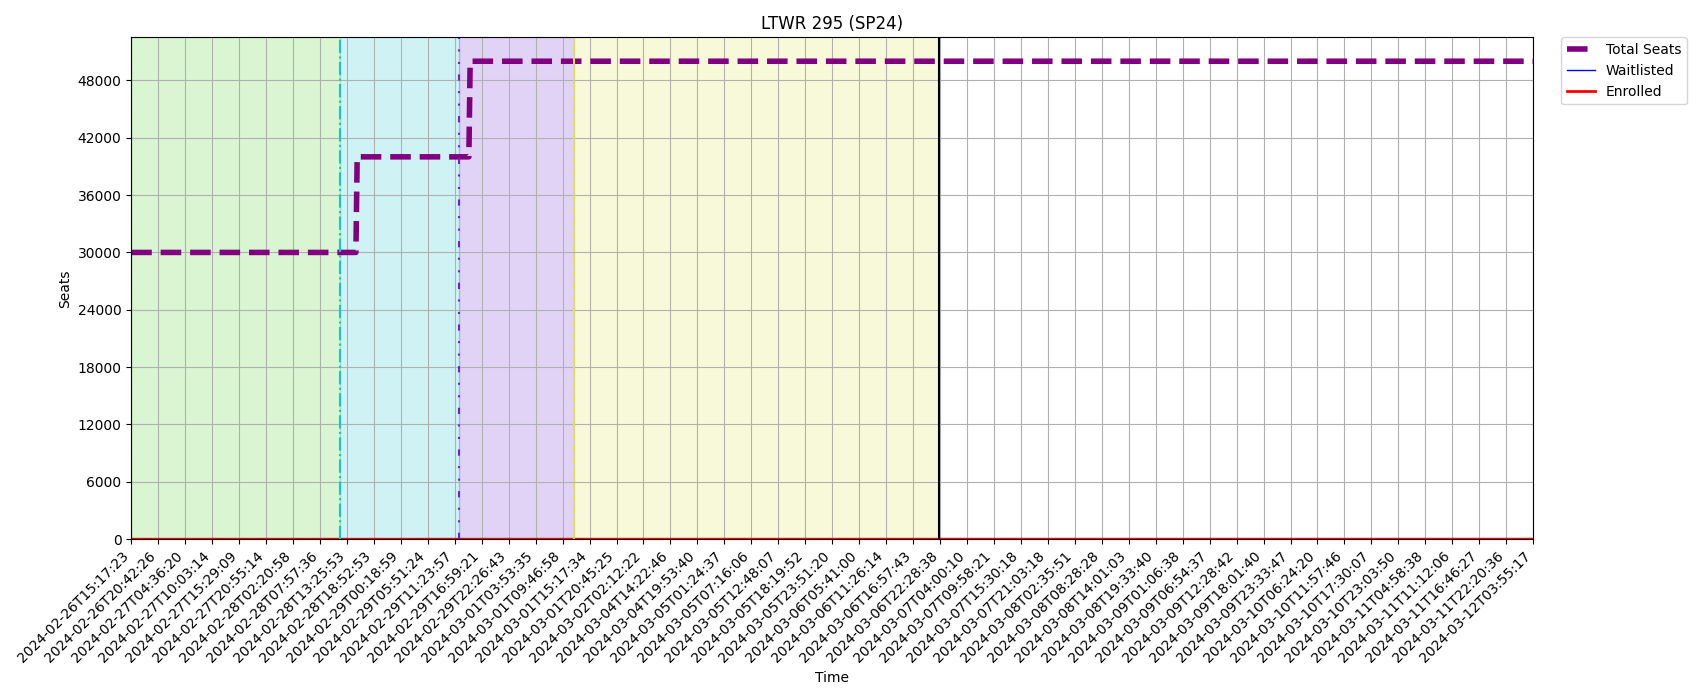 LTWR 295 (SP24)
Total Seats
Waitlisted
Enrolled
Seats
48000
42000
36000
30000
24000
18000
12000
6000
0
2024-02-26T15:17:23
2024-02-26T20:42:26
2024-02-27T04:36:20
2024-02-27T10:03:14
2024-02-27T15:29:09
2024-02-27T20:55:14
2024-02-28T02:20:58
2024-02-28T07:57:36
2024-02-28T13:25:53
2024-02-28T18:52:53
2024-02-29T00:18:59
2024-02-29T05:51:24
2024-02-29T11:23:57
2024-02-29T16:59:21
2024-02-29T22:26:43
2024-03-01T03:53:35
2024-03-01T09:46:58
2024-03-01T15:17:34
2024-03-01T20:45:25
2024-03-02T02:12:22
2024-03-04T14:22:46
2024-03-04T19:53:40
2024-03-05T01:24:37
2024-03-05T07:16:06
2024-03-05T12:48:07
2024-03-05T18:19:52
2024-03-05T23:51:20
2024-03-06T05:41:00
2024-03-06T11:26:14
2024-03-06T16:57:43
2024-03-06T22:28:38
2024-03-07T04:00:10
2024-03-07T09:58:21
2024-03-07T15:30:18
2024-03-07T21:03:18
2024-03-08T02:35:51
2024-03-08T08:28:28
2024-03-08T14:01:03
2024-03-08T19:33:40
2024-03-09T01:06:38
2024-03-09T06:54:37
2024-03-09T12:28:42
2024-03-09T18:01:40
2024-03-09T23:33:47
2024-03-10T06:24:20
2024-03-10T11:57:46
2024-03-10T17:30:07
2024-03-10T23:03:50
2024-03-11T04:58:38
2024-03-11T11:12:06
2024-03-11T16:46:27
2024-03-11T22:20:36
2024-03-12T03:55:17
Time